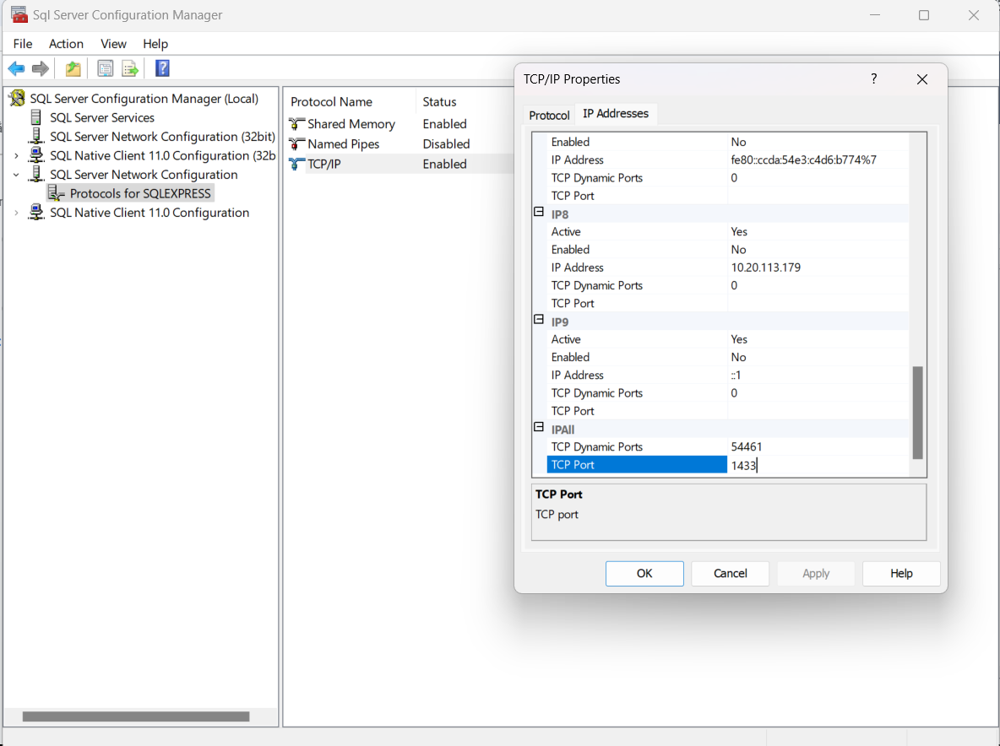 Sql Server Configuration Manager
File Action View Help
SQL Server Configuration Manager (Local)
SQL Server Services
SQL Server Network Configuration (32bit)
SQL Native Client 11.0 Configuration (32b
SQL Server Network Configuration
Protocols for SQLEXPRESS
SQL Native Client 11.0 Configuration
Protocol Name Status
Shared Memory Enabled
Named Pipes Disabled
TCP/IP Enabled
TCP/IP Properties
?
Protocol IP Addresses
Enabled No
IP Address fe80::ccda:54e3:c4d6:b774%7
TCP Dynamic Ports 0
TCP Port
IP8
Active Yes
Enabled No
IP Address 10.20.113.179
TCP Dynamic Ports 0
TCP Port
IP9
Active Yes
Enabled No
IP Address ::1
TCP Dynamic Ports 0
TCP Port
IPAll
TCP Dynamic Ports 54461
TCP Port 1433
TCP Port
TCP port
OK Cancel Apply Help